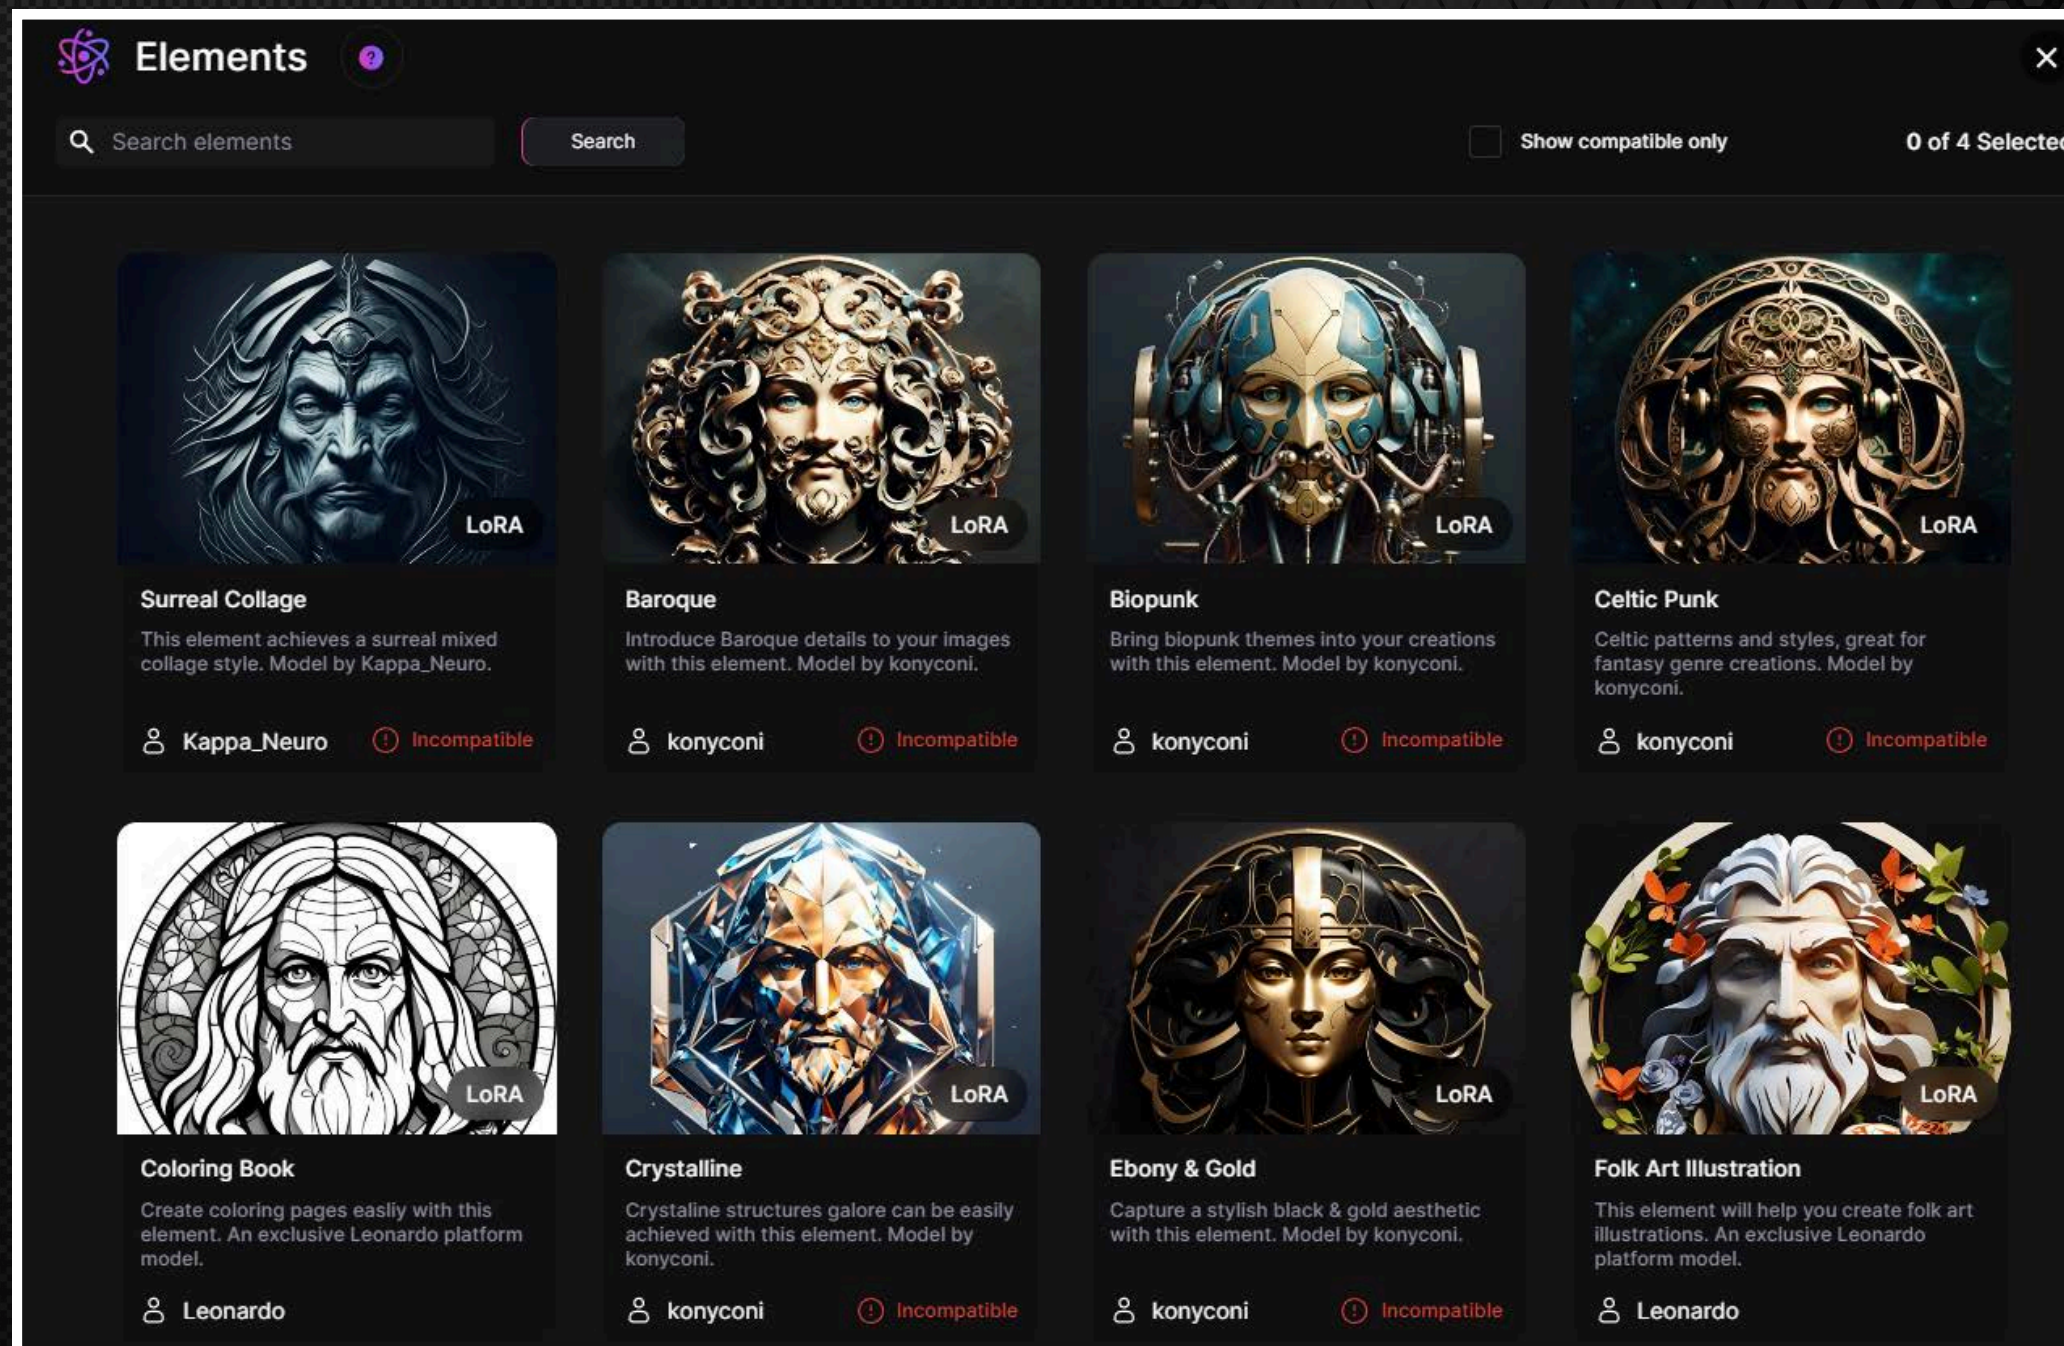 Elements
?
Search elements
Search
Show compatible only
0 of 4 Selected
LoRA
LoRA
LoRA
LoRA
Surreal Collage
This element achieves a surreal mixed
collage style. Model by Kappa_Neuro.
Kappa_Neuro
Incompatible
Baroque
Introduce Baroque details to your images
with this element. Model by konyconi.
konyconi
Incompatible
Biopunk
Bring biopunk themes into your creations
with this element. Model by konyconi.
konyconi
Incompatible
Celtic Punk
Celtic patterns and styles, great for
fantasy genre creations. Model by
konyconi.
konyconi
Incompatible
LoRA
LoRA
LoRA
LoRA
Coloring Book
Create coloring pages easliy with this
element. An exclusive Leonardo platform
model.
Leonardo
Crystalline
Crystaline structures galore can be easily
achieved with this element. Model by
konyconi.
konyconi
Incompatible
Ebony & Gold
Capture a stylish black & gold aesthetic
with this element. Model by konyconi.
konyconi
Incompatible
Folk Art Illustration
This element will help you create folk art
illustrations. An exclusive Leonardo
platform model.
Leonardo